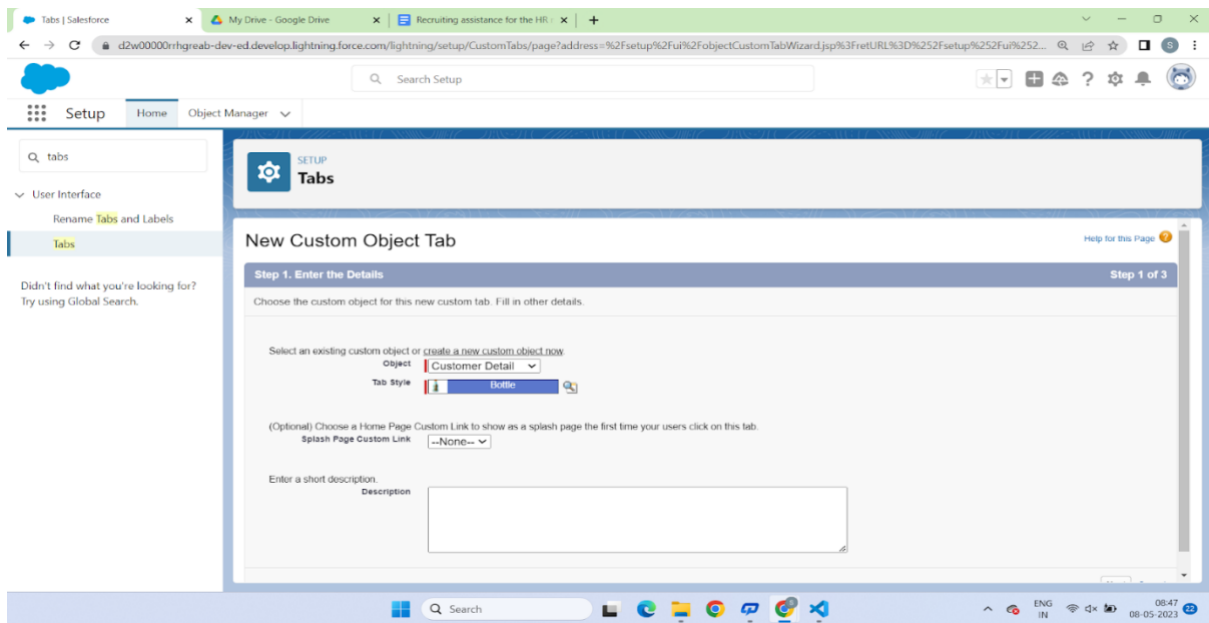 Tabs | Salesforce
My Drive - Google Drive
Recruiting assistance for the HR
d2w00000rrhgreab-dev-ed.develop.lightning.force.com/lightning/setup/CustomTabs/page?address=%2Fsetup%2Fui%2FobjectCustomTabWizard.jsp%3FretURL%3D%252Fsetup%252Fui%252...
S
Search Setup
Setup
Home
Object Manager
tabs
User Interface
Rename Tabs and Labels
Tabs
Didn't find what you're looking for?
Try using Global Search.
SETUP
Tabs
New Custom Object Tab
Help for this Page
Step 1. Enter the Details
Step 1 of 3
Choose the custom object for this new custom tab. Fill in other details.
Select an existing custom object or create a new custom object now.
Object
Customer Detail
Tab Style
Bottle
(Optional) Choose a Home Page Custom Link to show as a splash page the first time your users click on this tab.
Splash Page Custom Link
--None--
Enter a short description.
Description
Search
ENG
IN
08:47
08-05-2023
22